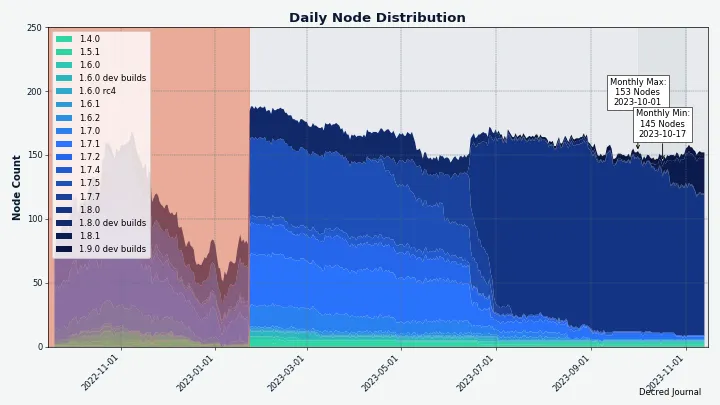 Daily Node Distribution
Node Count
250
200
150
100
50
0
1.4.0
1.5.1
1.6.0
1.6.0 dev builds
1.6.0 rc4
1.6.1
1.6.2
1.7.0
1.7.1
1.7.2
1.7.4
1.7.5
1.7.7
1.8.0
1.8.0 dev builds
1.8.1
1.9.0 dev builds
Monthly Max:
153 Nodes
2023-10-01
Monthly Min:
145 Nodes
2023-10-17
2022-11-01
2023-01-01
2023-03-01
2023-05-01
2023-07-01
2023-09-01
2023-11-01
Decred Journal